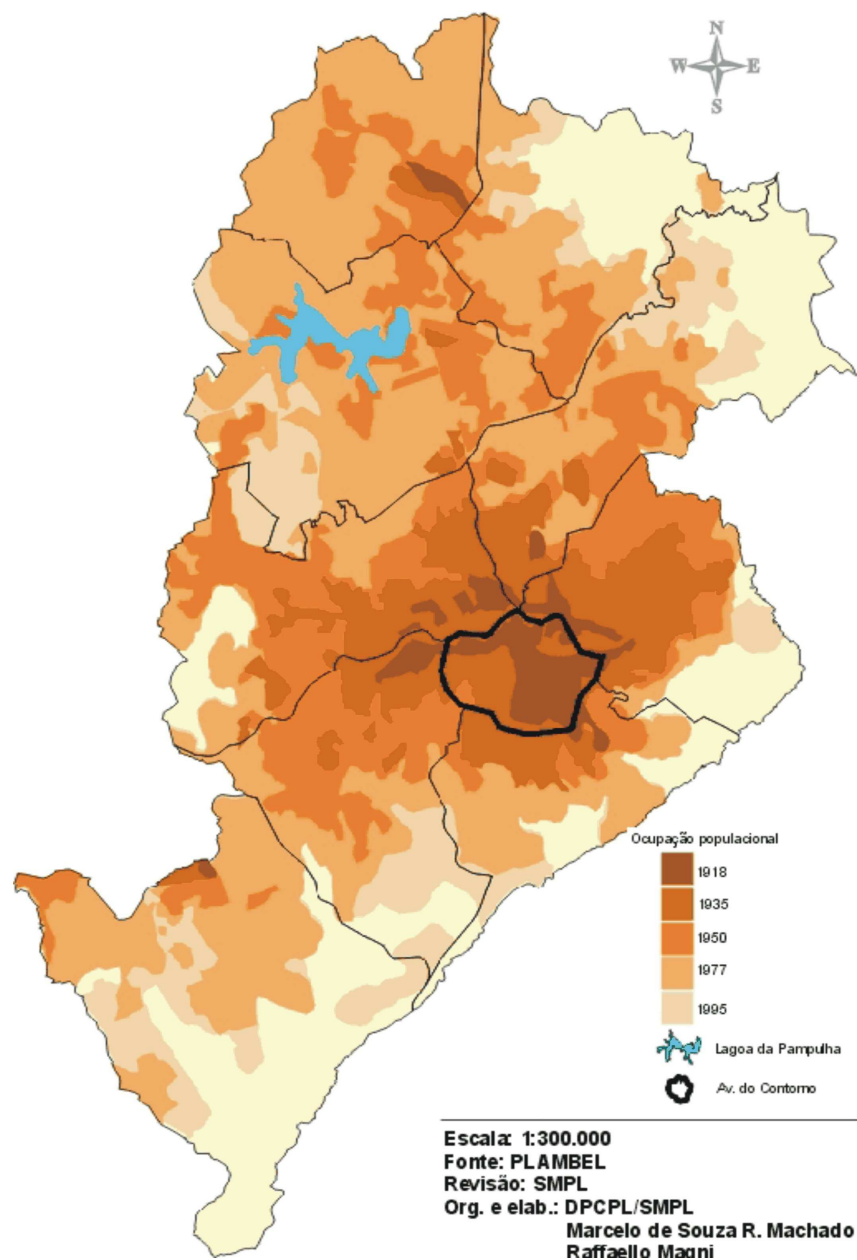 N
W E
S
Ocupação populacional
1918
1935
1950
1977
1995
Lagoa da Pampulha
Av. do Contorno
Escala: 1:300.000
Fonte: PLAMBEL
Revisão: SMPL
Org. e elab.: DPCPL/SMPL
Marcelo de Souza R. Machado
Raffaello Magni